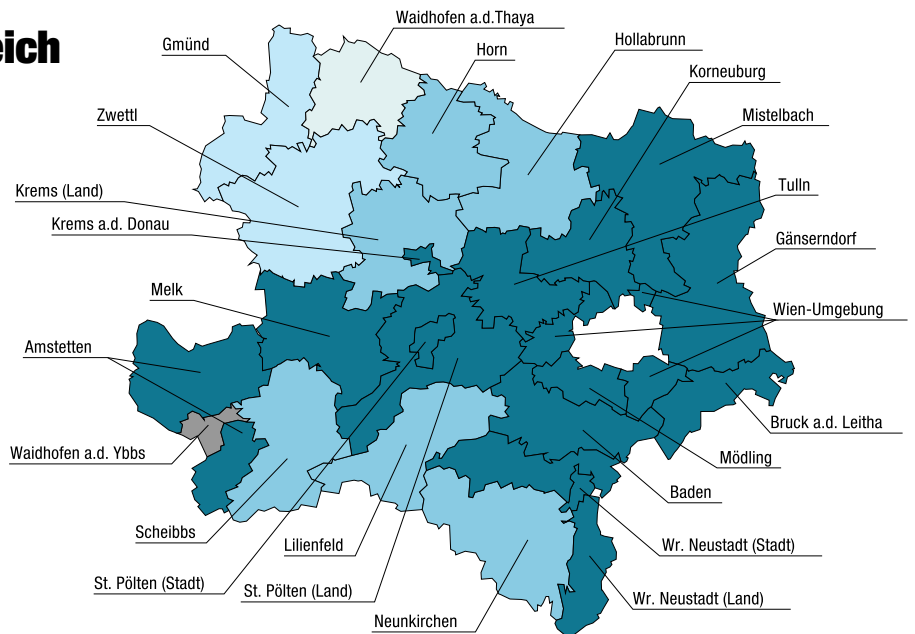 eich
Waidhofen a.d.Thaya
Gmünd
Horn
Hollabrunn
Korneuburg
Zwettl
Mistelbach
Krems (Land)
Tulln
Krems a.d. Donau
Gänserndorf
Melk
Wien-Umgebung
Amstetten
Bruck a.d. Leitha
Waidhofen a.d. Ybbs
Mödling
Baden
Scheibbs
Lilienfeld
Wr. Neustadt (Stadt)
St. Pölten (Stadt)
St. Pölten (Land)
Wr. Neustadt (Land)
Neunkirchen